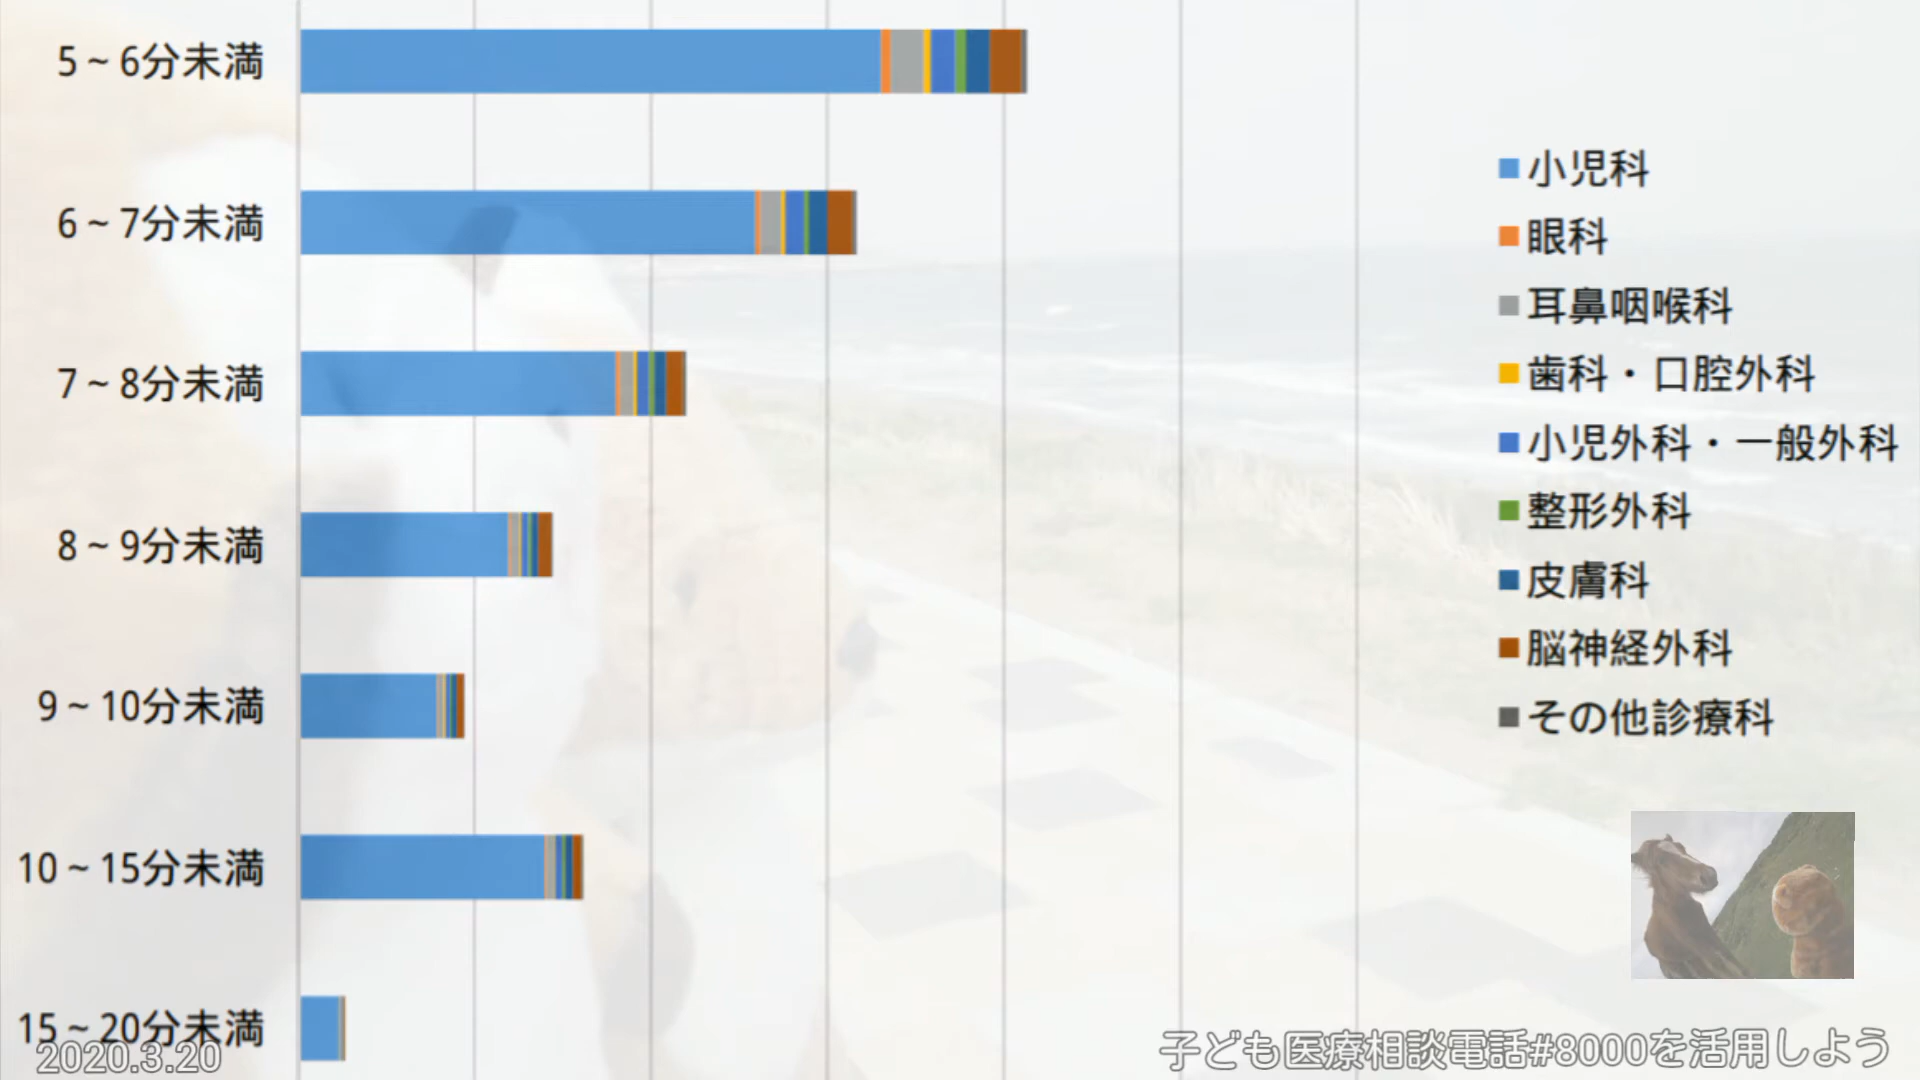 5～6分未満
6～7分未満
7～8分未満
8～9分未満
9～10分未満
10～15分未満
15～20分未満
小児科
眼科
耳鼻咽喉科
歯科・口腔外科
小児外科・一般外科
整形外科
皮膚科
脳神経外科
その他診療科
2020.3.20
子ども医療相談電話#8000を活用しよう